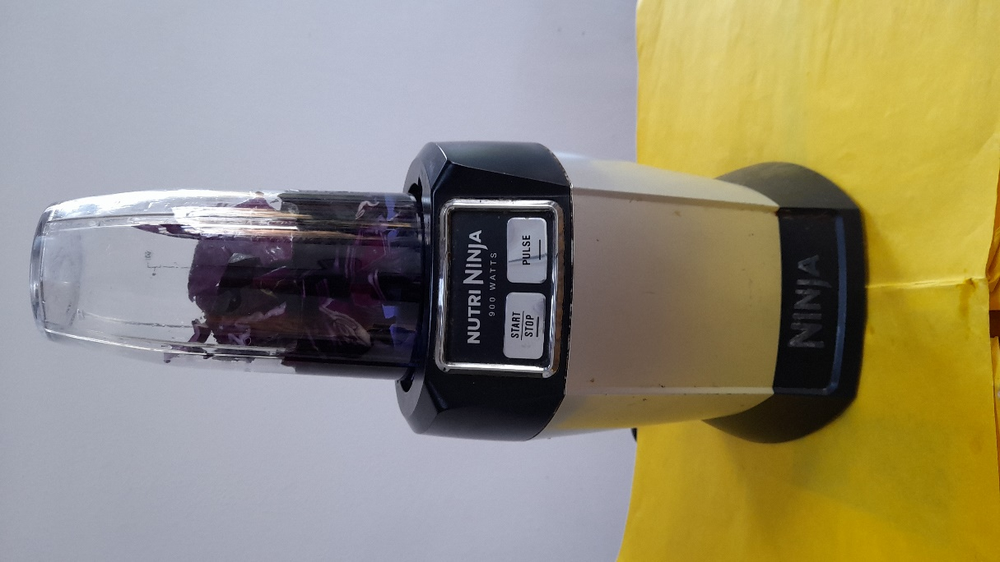 NUTRI NINJA
900 WATTS
START
STOP
PULSE
NINJA